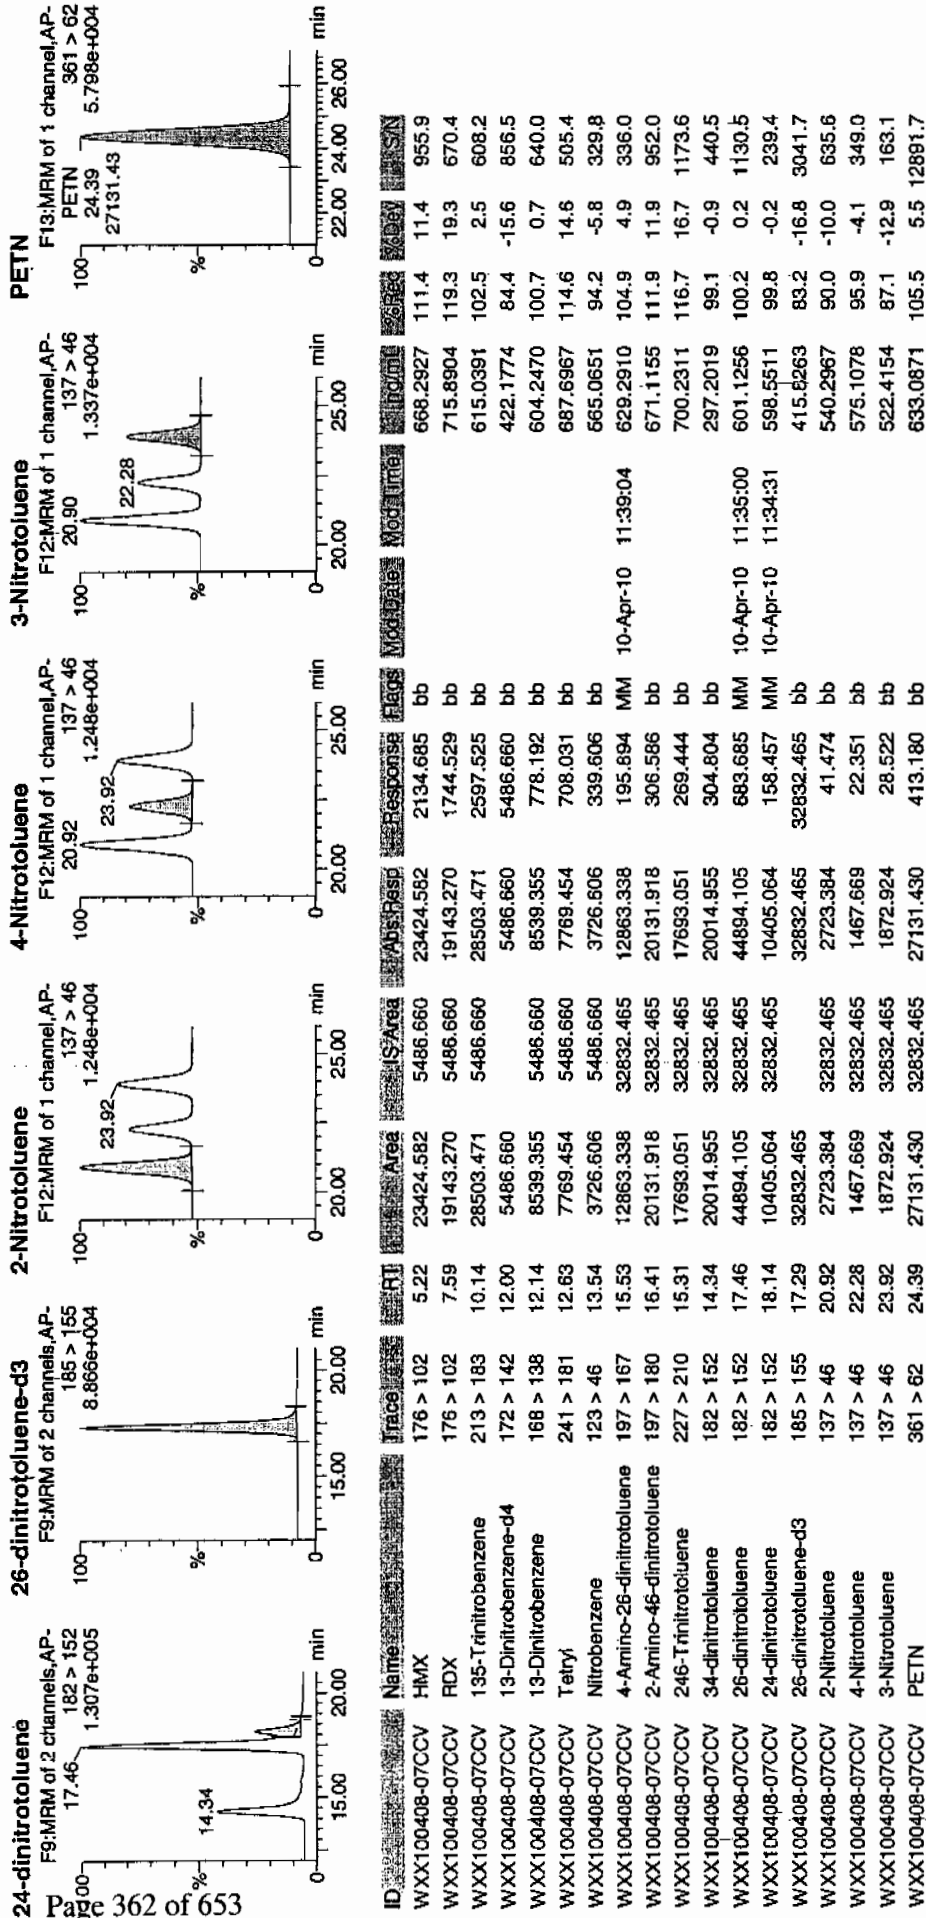 24-dinitrotoluene
F9:MRM of 2 channels,AP-
182 > 152
1.307e+005
100
17.46
14.34
%
0
15.00 20.00 min
26-dinitrotoluene-d3
F9:MRM of 2 channels,AP-
185 > 155
8.866e+004
100
%
0
15.00 20.00 min
2-Nitrotoluene
F12:MRM of 1 channel,AP-
137 > 46
1.248e+004
100
23.92
%
0
20.00 25.00 min
4-Nitrotoluene
F12:MRM of 1 channel,AP-
137 > 46
1.248e+004
100
20.92
23.92
%
0
20.00 25.00 min
3-Nitrotoluene
F12:MRM of 1 channel,AP-
137 > 46
1.337e+004
100
20.90
22.28
%
0
20.00 25.00 min
PETN
F13:MRM of 1 channel,AP-
361 > 62
5.798e+004
100
PETN
24.39
27131.43
%
0
22.00 24.00 26.00 min
ID Name Trace RT Area IS Area Abs.Resp Response Flags Mod.Date Mod.Time ng/mL %Rec %Dev S/N
WXX100408-07CCV HMX 176 > 102 5.22 23424.582 5486.660 23424.582 2134.685 bb 668.2927 111.4 11.4 955.9
WXX100408-07CCV RDX 176 > 102 7.59 19143.270 5486.660 19143.270 1744.529 bb 715.8904 119.3 19.3 670.4
WXX100408-07CCV 135-Trinitrobenzene 213 > 183 10.14 28503.471 5486.660 28503.471 2597.525 bb 615.0391 102.5 2.5 608.2
WXX100408-07CCV 13-Dinitrobenzene-d4 172 > 142 12.00 5486.660 5486.660 5486.660 bb 422.1774 84.4 -15.6 856.5
WXX100408-07CCV 13-Dinitrobenzene 168 > 138 12.14 8539.355 5486.660 8539.355 778.192 bb 604.2470 100.7 0.7 640.0
WXX100408-07CCV Tetryl 241 > 181 12.63 7769.454 5486.660 7769.454 708.031 bb 687.6967 114.6 14.6 505.4
WXX100408-07CCV Nitrobenzene 123 > 46 13.54 3726.606 5486.660 3726.606 339.606 bb 565.0651 94.2 -5.8 329.8
WXX100408-07CCV 4-Amino-26-dinitrotoluene 197 > 167 15.53 12863.338 32832.465 12863.338 195.894 MM 10-Apr-10 11:39:04 629.2910 104.9 4.9 336.0
WXX100408-07CCV 2-Amino-46-dinitrotoluene 197 > 180 16.41 20131.918 32832.465 20131.918 306.586 bb 671.1155 111.9 11.9 952.0
WXX100408-07CCV 246-Trinitrotoluene 227 > 210 15.31 17693.051 32832.465 17693.051 269.444 bb 700.2311 116.7 16.7 1173.6
WXX100408-07CCV 34-dinitrotoluene 182 > 152 14.34 20014.955 32832.465 20014.955 304.804 bb 297.2019 99.1 -0.9 440.5
WXX100408-07CCV 26-dinitrotoluene 182 > 152 17.46 44894.105 32832.465 44894.105 683.685 MM 10-Apr-10 11:35:00 601.1256 100.2 0.2 1130.5
WXX100408-07CCV 24-dinitrotoluene 182 > 152 18.14 10405.064 32832.465 10405.064 158.457 MM 10-Apr-10 11:34:31 598.5511 99.8 -0.2 239.4
WXX100408-07CCV 26-dinitrotoluene-d3 185 > 155 17.29 32832.465 32832.465 32832.465 bb 415.8263 83.2 -16.8 3041.7
WXX100408-07CCV 2-Nitrotoluene 137 > 46 20.92 2723.384 32832.465 2723.384 41.474 bb 540.2967 90.0 -10.0 635.6
WXX100408-07CCV 4-Nitrotoluene 137 > 46 22.28 1467.669 32832.465 1467.669 22.351 bb 575.1078 95.9 -4.1 349.0
WXX100408-07CCV 3-Nitrotoluene 137 > 46 23.92 1872.924 32832.465 1872.924 28.522 bb 522.4154 87.1 -12.9 163.1
WXX100408-07CCV PETN 361 > 62 24.39 27131.430 32832.465 27131.430 413.180 bb 633.0871 105.5 5.5 12891.7
Page 362 of 653